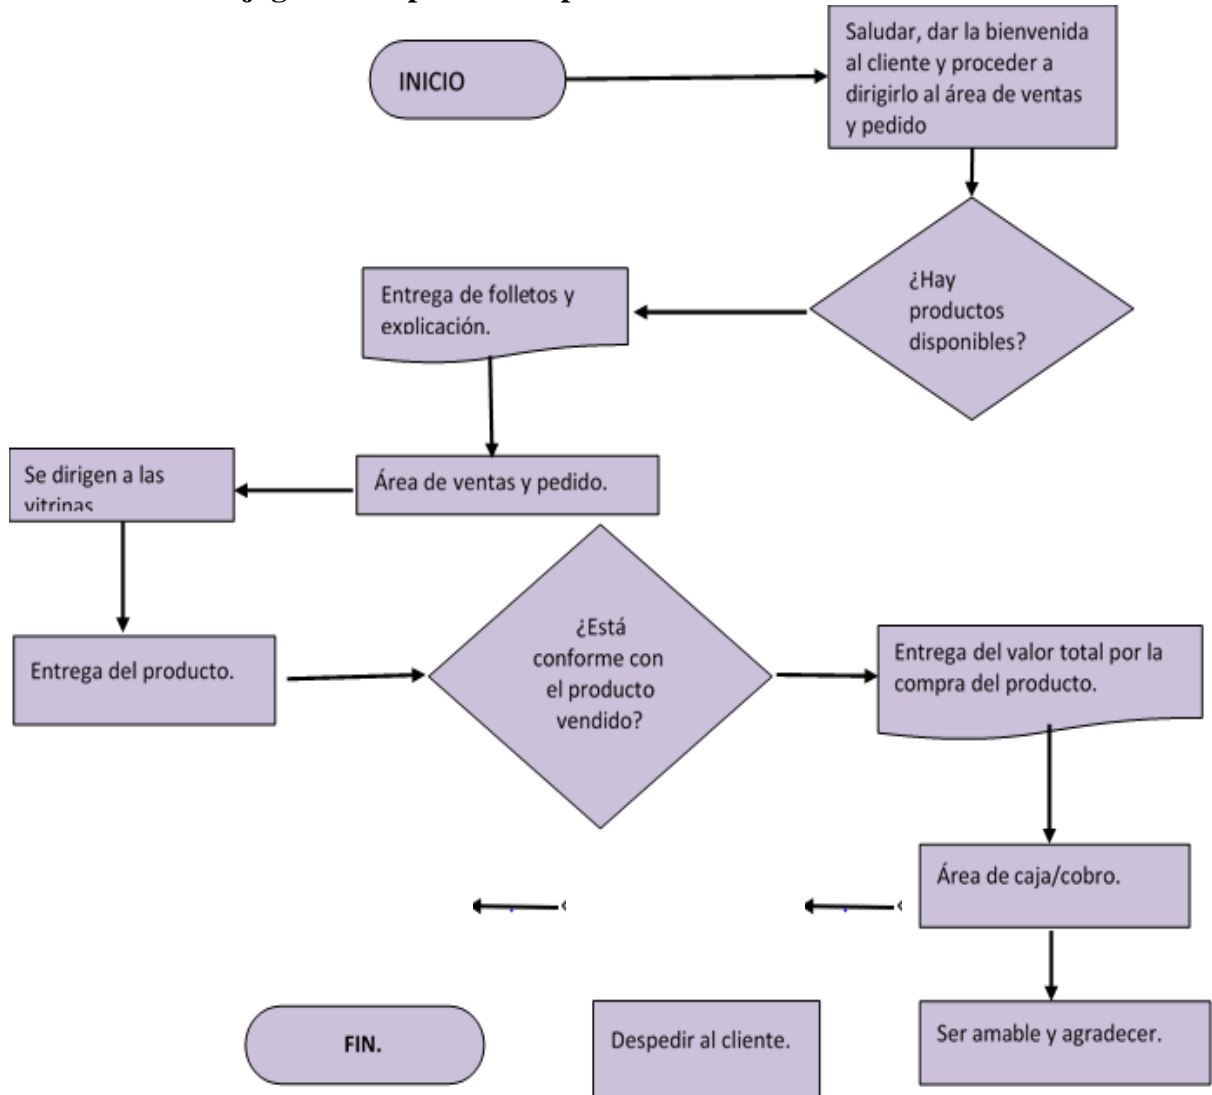 INICIO
Saludar, dar la bienvenida
al cliente y proceder a
dirigirlo al área de ventas
y pedido
¿Hay
productos
disponibles?
Entrega de folletos y
explicación.
Área de ventas y pedido.
Se dirigen a las
vitrinas
Entrega del producto.
¿Está
conforme con
el producto
vendido?
Entrega del valor total por la
compra del producto.
Área de caja/cobro.
Ser amable y agradecer.
Despedir al cliente.
FIN.